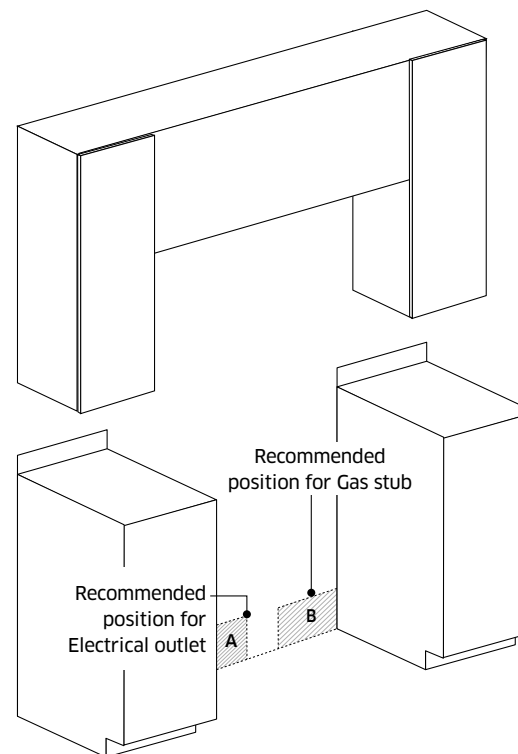 Recommended
position for Gas stub
Recommended
position for
Electrical outlet
A
B